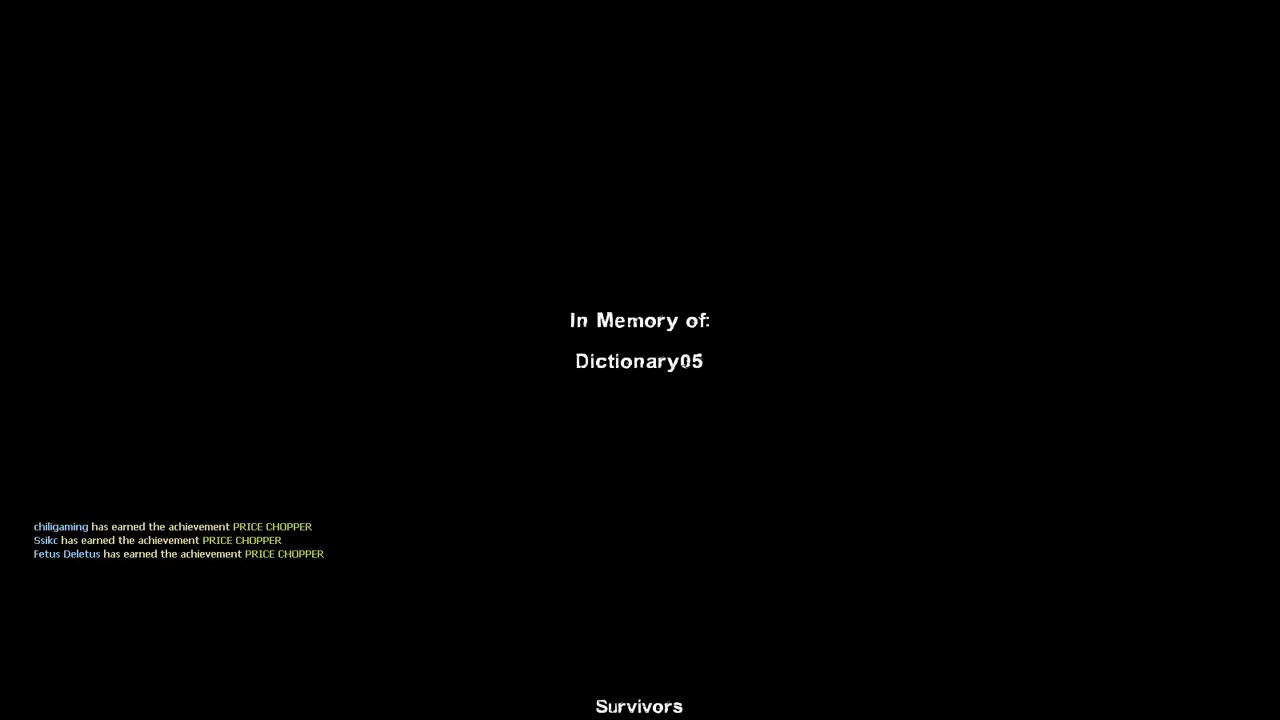 In Memory of:
Dictionary05
chiligaming has earned the achievement PRICE CHOPPER
Ssikc has earned the achievement PRICE CHOPPER
Fetus Deletus has earned the achievement PRICE CHOPPER
Survivors